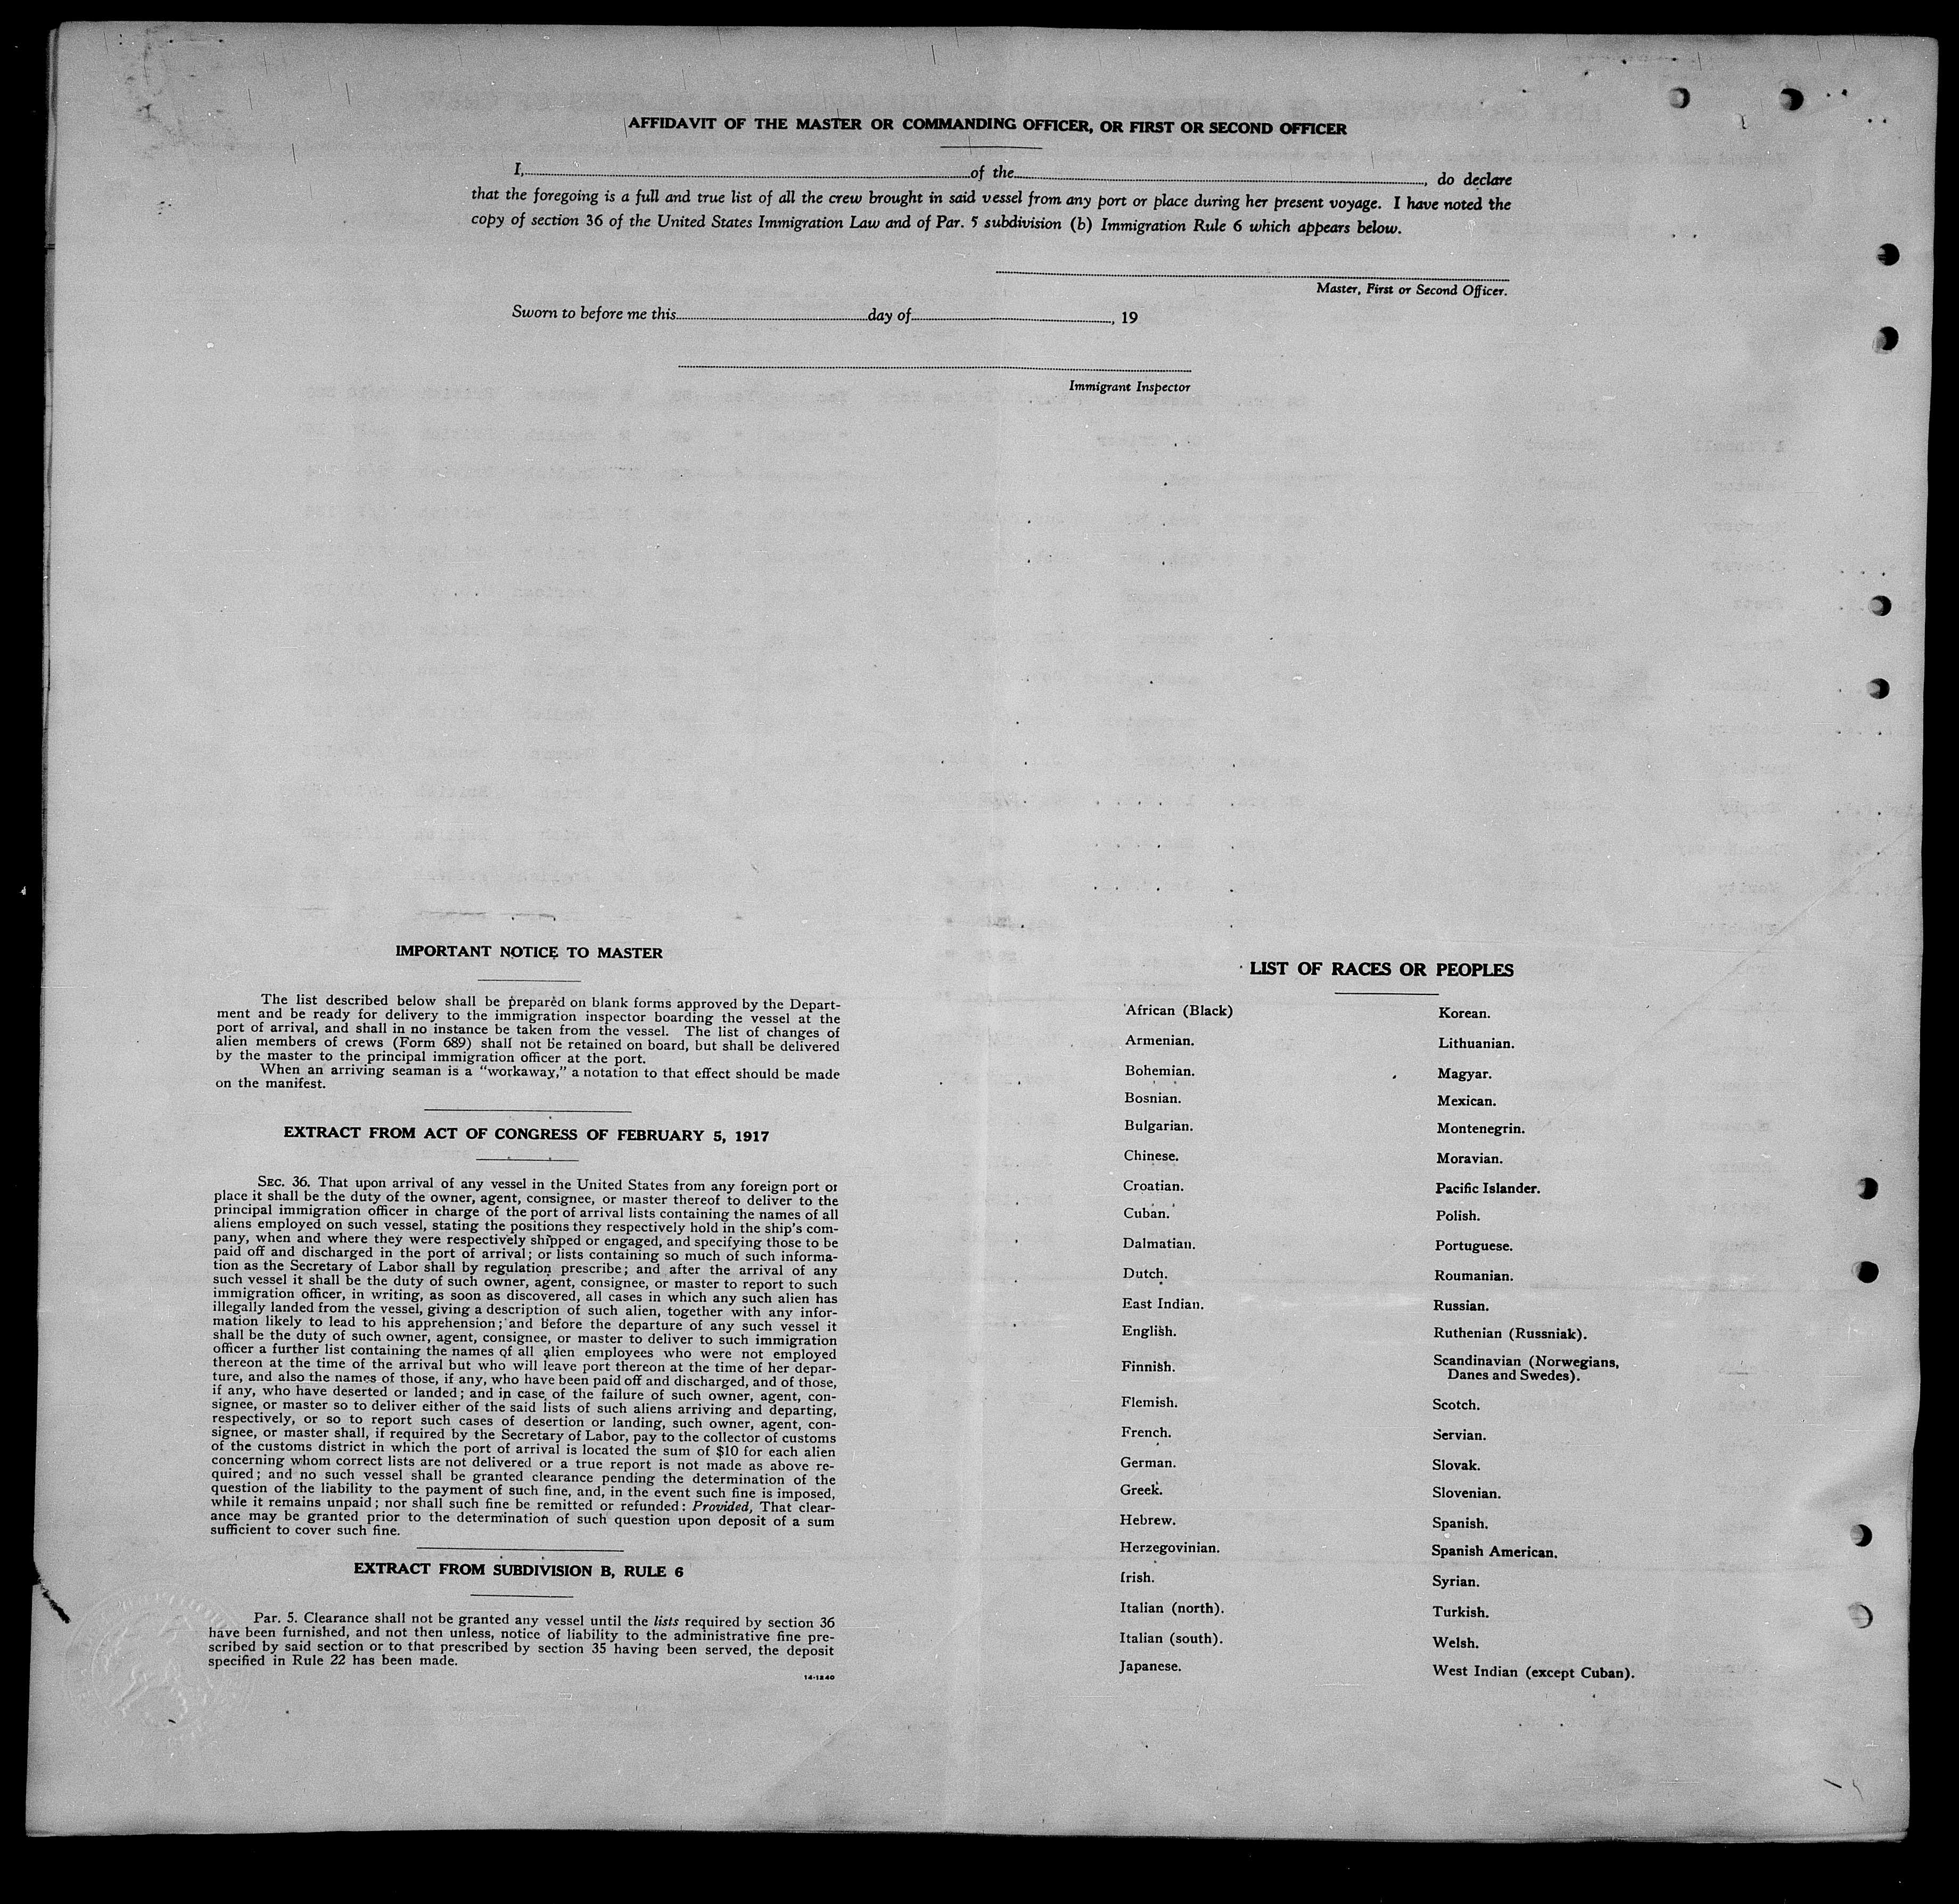 AFFIDAVIT OF THE MASTER OR COMMANDING OFFICER, OR FIRST OR SECOND OFFICER
I, of the , do declare
that the foregoing is a full and true list of all the crew brought in said vessel from any port or place during her present voyage. I have noted the
copy of section 36 of the United States Immigration Law and of Par. 5 subdivision (b) Immigration Rule 6 which appears below.
Master, First or Second Officer.
Sworn to before me this day of , 19
Immigrant Inspector
IMPORTANT NOTICE TO MASTER
The list described below shall be prepared on blank forms approved by the Depart-
ment and be ready for delivery to the immigration inspector boarding the vessel at the
port of arrival, and shall in no instance be taken from the vessel. The list of changes of
alien members of crews (Form 689) shall not be retained on board, but shall be delivered
by the master to the principal immigration officer at the port.
When an arriving seaman is a "workaway," a notation to that effect should be made
on the manifest.
EXTRACT FROM ACT OF CONGRESS OF FEBRUARY 5, 1917
SEC. 36. That upon arrival of any vessel in the United States from any foreign port or
place it shall be the duty of the owner, agent, consignee, or master thereof to deliver to the
principal immigration officer in charge of the port of arrival lists containing the names of all
aliens employed on such vessel, stating the positions they respectively hold in the ship's com-
pany, when and where they were respectively shipped or engaged, and specifying those to be
paid off and discharged in the port of arrival; or lists containing so much of such informa-
tion as the Secretary of Labor shall by regulation prescribe; and after the arrival of any
such vessel it shall be the duty of such owner, agent, consignee, or master to report to such
immigration officer, in writing, as soon as discovered, all cases in which any such alien has
illegally landed from the vessel, giving a description of such alien, together with any infor-
mation likely to lead to his apprehension; and before the departure of any such vessel it
shall be the duty of such owner, agent, consignee, or master to deliver to such immigration
officer a further list containing the names of all alien employees who were not employed
thereon at the time of the arrival but who will leave port thereon at the time of her depar-
ture, and also the names of those, if any, who have been paid off and discharged, and of those,
if any, who have deserted or landed; and in case of the failure of such owner, agent, con-
signee, or master so to deliver either of the said lists of such aliens arriving and departing,
respectively, or so to report such cases of desertion or landing, such owner, agent, con-
signee, or master shall, if required by the Secretary of Labor, pay to the collector of customs
of the customs district in which the port of arrival is located the sum of $10 for each alien
concerning whom correct lists are not delivered or a true report is not made as above re-
quired; and no such vessel shall be granted clearance pending the determination of the
question of the liability to the payment of such fine, and, in the event such fine is imposed,
while it remains unpaid; nor shall such fine be remitted or refunded: Provided, That clear-
ance may be granted prior to the determination of such question upon deposit of a sum
sufficient to cover such fine.
EXTRACT FROM SUBDIVISION B, RULE 6
Par. 5. Clearance shall not be granted any vessel until the lists required by section 36
have been furnished, and not then unless, notice of liability to the administrative fine pre-
scribed by said section or to that prescribed by section 35 having been served, the deposit
specified in Rule 22 has been made.
14-1240
LIST OF RACES OR PEOPLES
African (Black)
Armenian.
Bohemian.
Bosnian.
Bulgarian.
Chinese.
Croatian.
Cuban.
Dalmatian.
Dutch.
East Indian.
English.
Finnish.
Flemish.
French.
German.
Greek.
Hebrew.
Herzegovinian.
Irish.
Italian (north).
Italian (south).
Japanese.
Korean.
Lithuanian.
Magyar.
Mexican.
Montenegrin.
Moravian.
Pacific Islander.
Polish.
Portuguese.
Roumanian.
Russian.
Ruthenian (Russniak).
Scandinavian (Norwegians,
Danes and Swedes).
Scotch.
Servian.
Slovak.
Slovenian.
Spanish.
Spanish American.
Syrian.
Turkish.
Welsh.
West Indian (except Cuban).